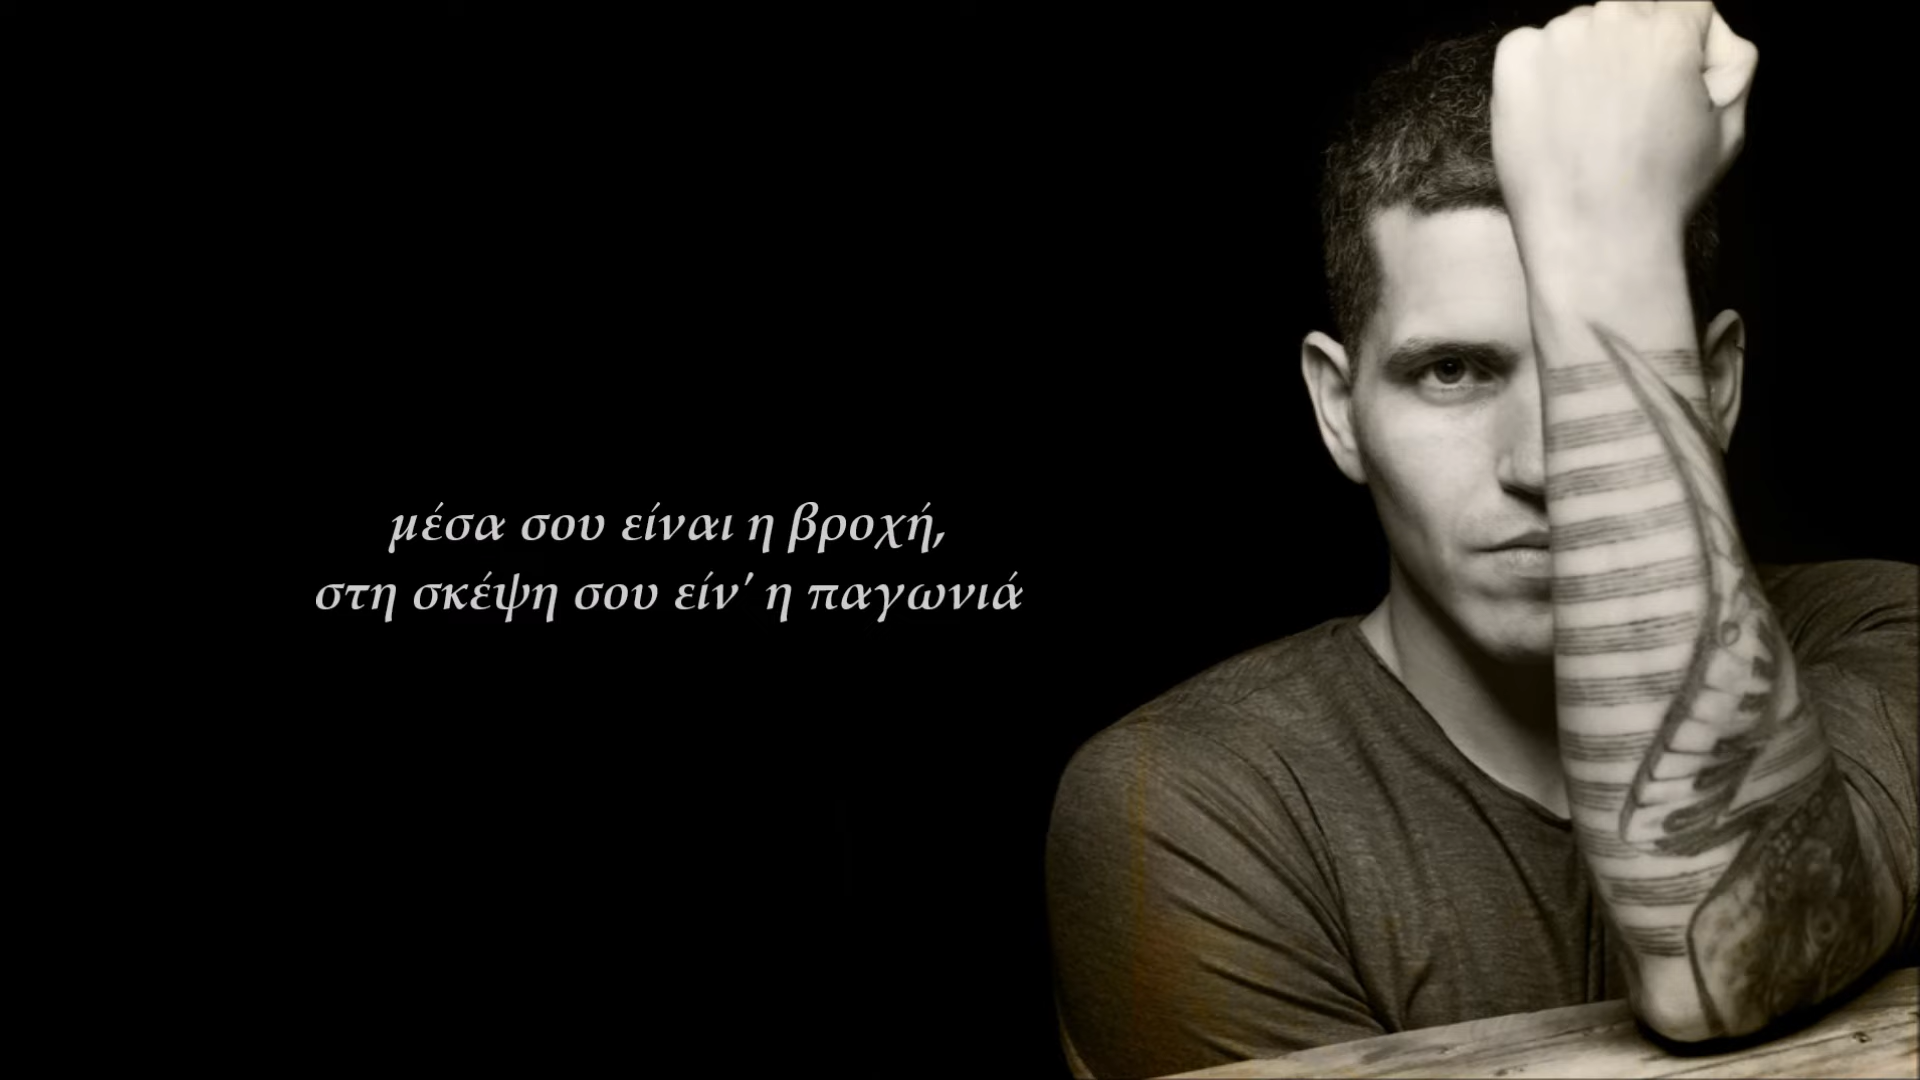 μέσα σου είναι η βροχή,
στη σκέψη σου είν' η παγωνιά